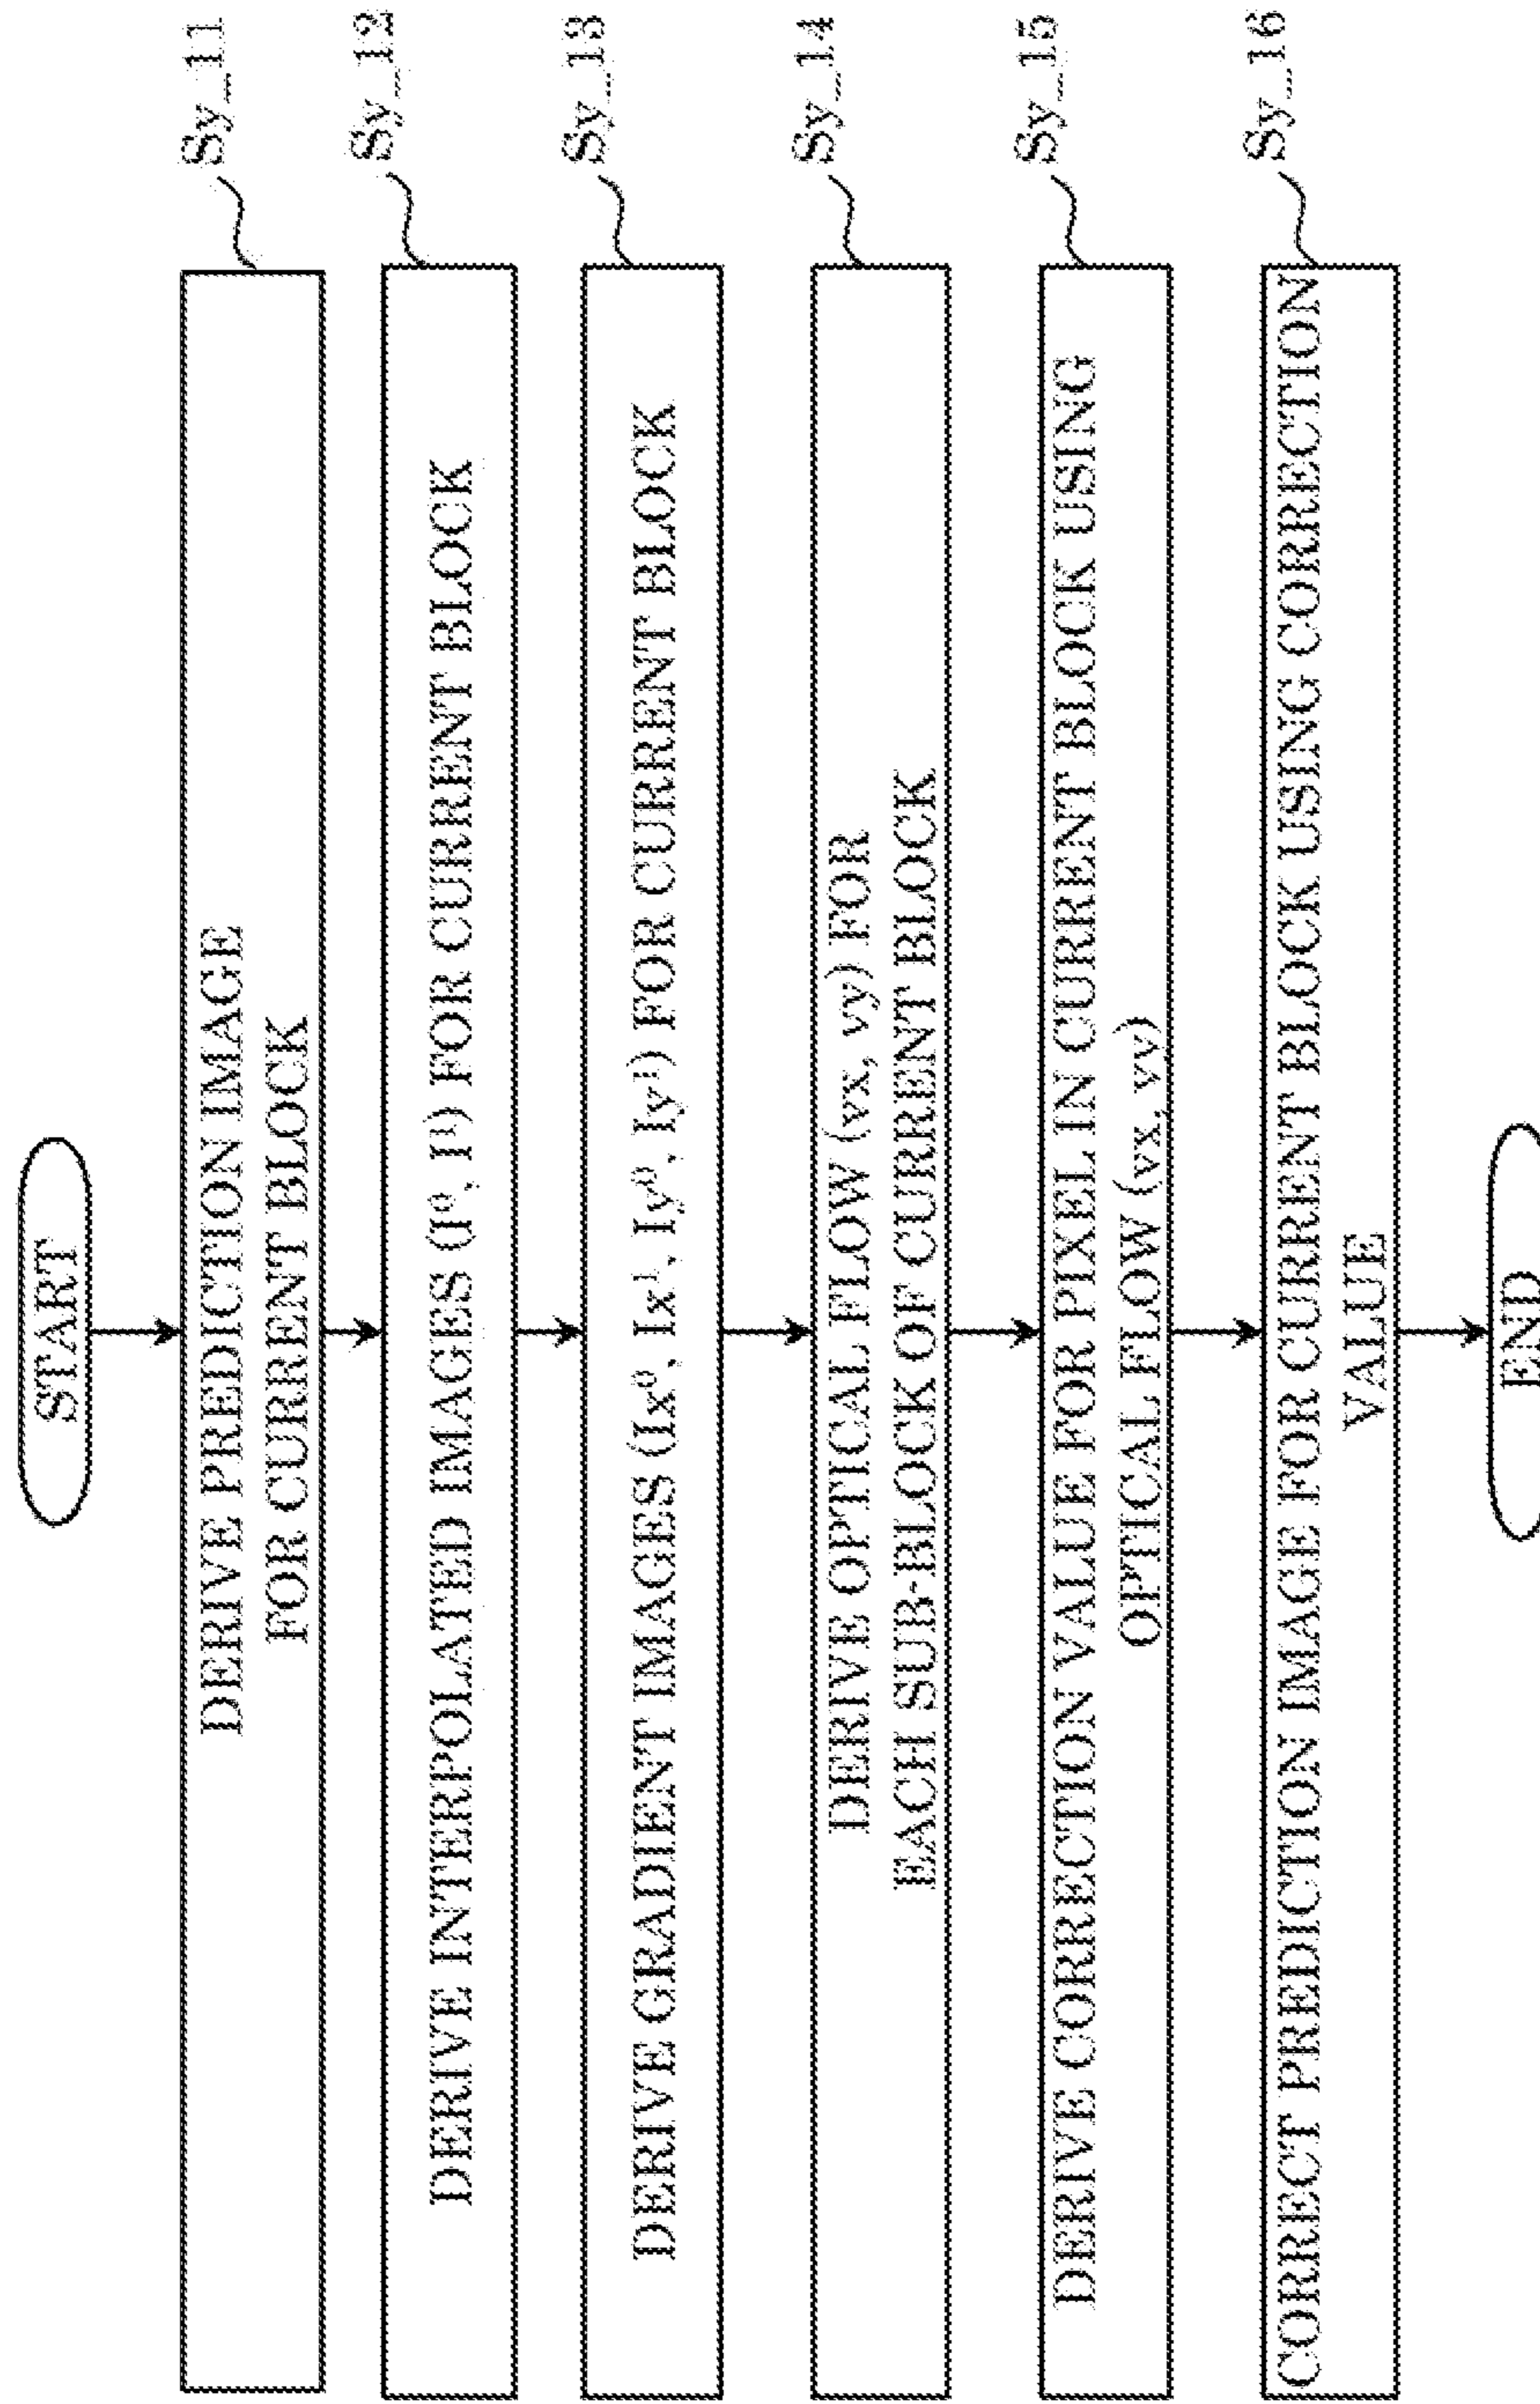 START
DERIVE PREDICTION IMAGE
FOR CURRENT BLOCK
Sy_11
DERIVE INTERPOLATED IMAGES (I⁰, I¹) FOR CURRENT BLOCK
Sy_12
DERIVE GRADIENT IMAGES (Ix⁰, Ix¹, Iy⁰, Iy¹) FOR CURRENT BLOCK
Sy_13
DERIVE OPTICAL FLOW (vx, vy) FOR
EACH SUB-BLOCK OF CURRENT BLOCK
Sy_14
DERIVE CORRECTION VALUE FOR PIXEL IN CURRENT BLOCK USING
OPTICAL FLOW (vx, vy)
Sy_15
CORRECT PREDICTION IMAGE FOR CURRENT BLOCK USING CORRECTION
VALUE
Sy_16
END